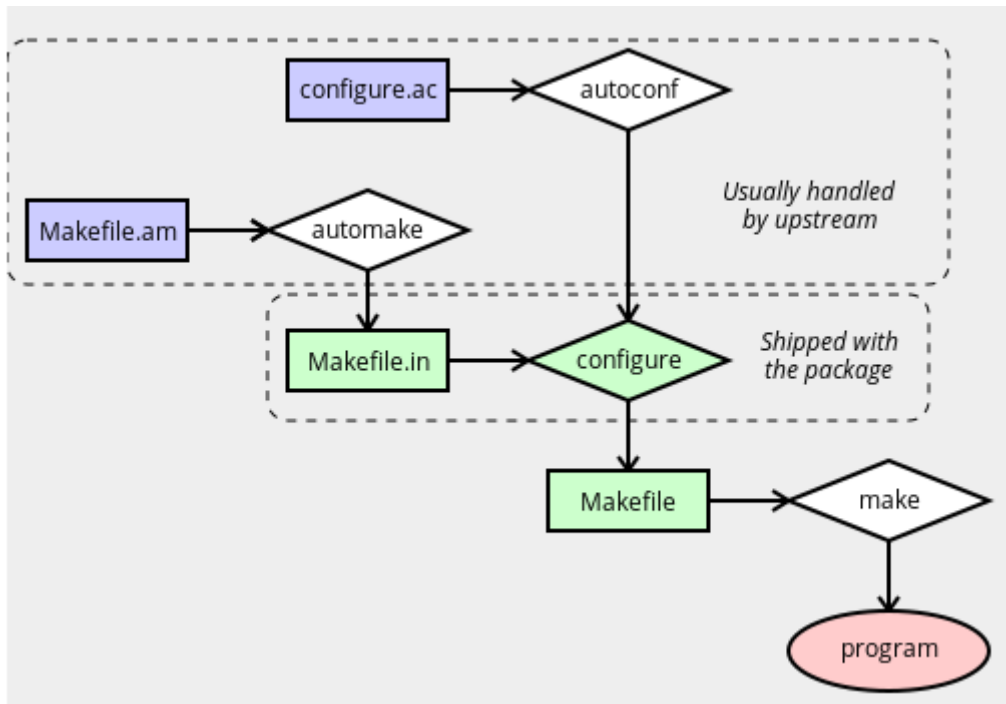 configure.ac
autoconf
Usually handled
by upstream
Makefile.am
automake
Makefile.in
configure
Shipped with
the package
Makefile
make
program